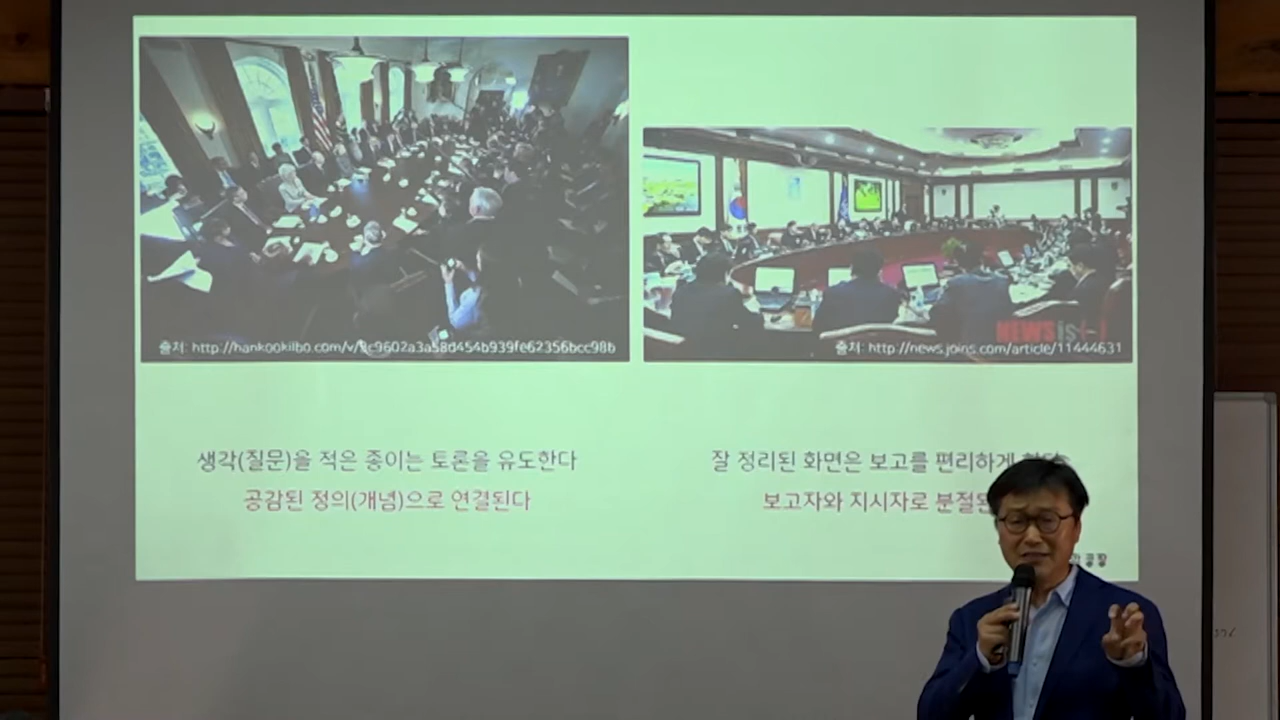 출처: http://hankookilbo.com/v/8c9602a3a58d454b939fe62356bcc98b
NEWSis
출처: http://news.joins.com/article/11444631
생각(질문)을 적은 종이는 토론을 유도한다
공감된 정의(개념)으로 연결된다
잘 정리된 화면은 보고를 편리하게
보고자와 지시자로
공장